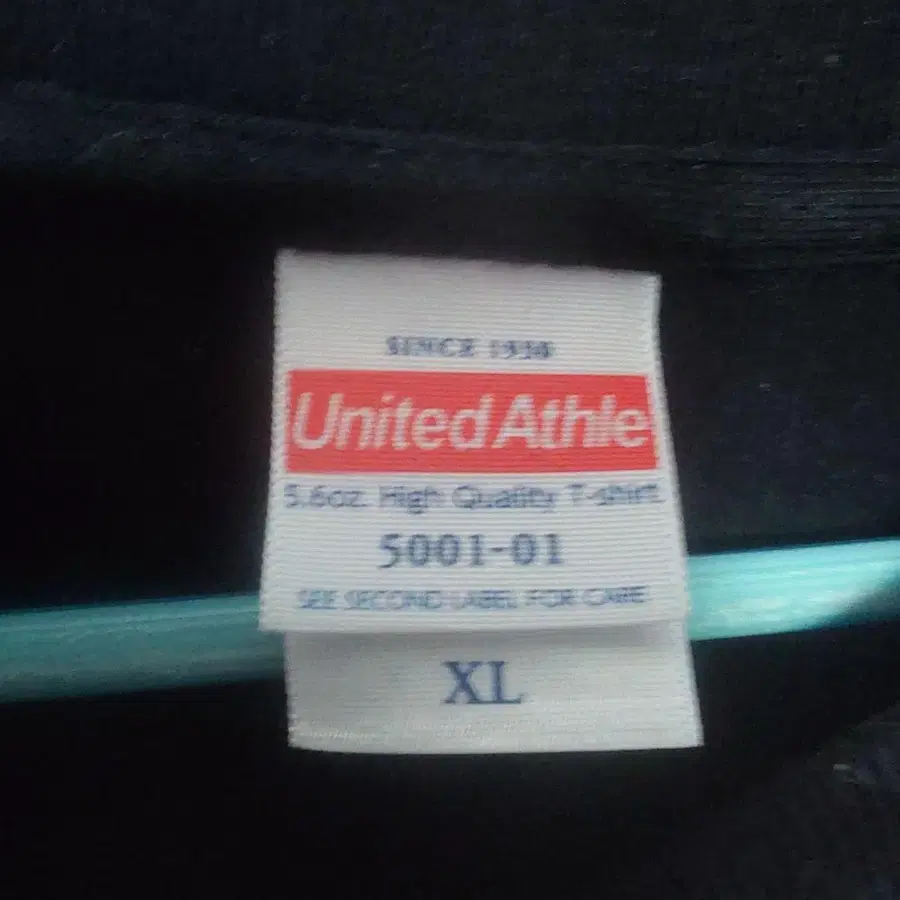 SINCE 1930
United Athle
5.6oz. High Quality T-shirt
5001-01
SEE SECOND LABEL FOR CARE
XL